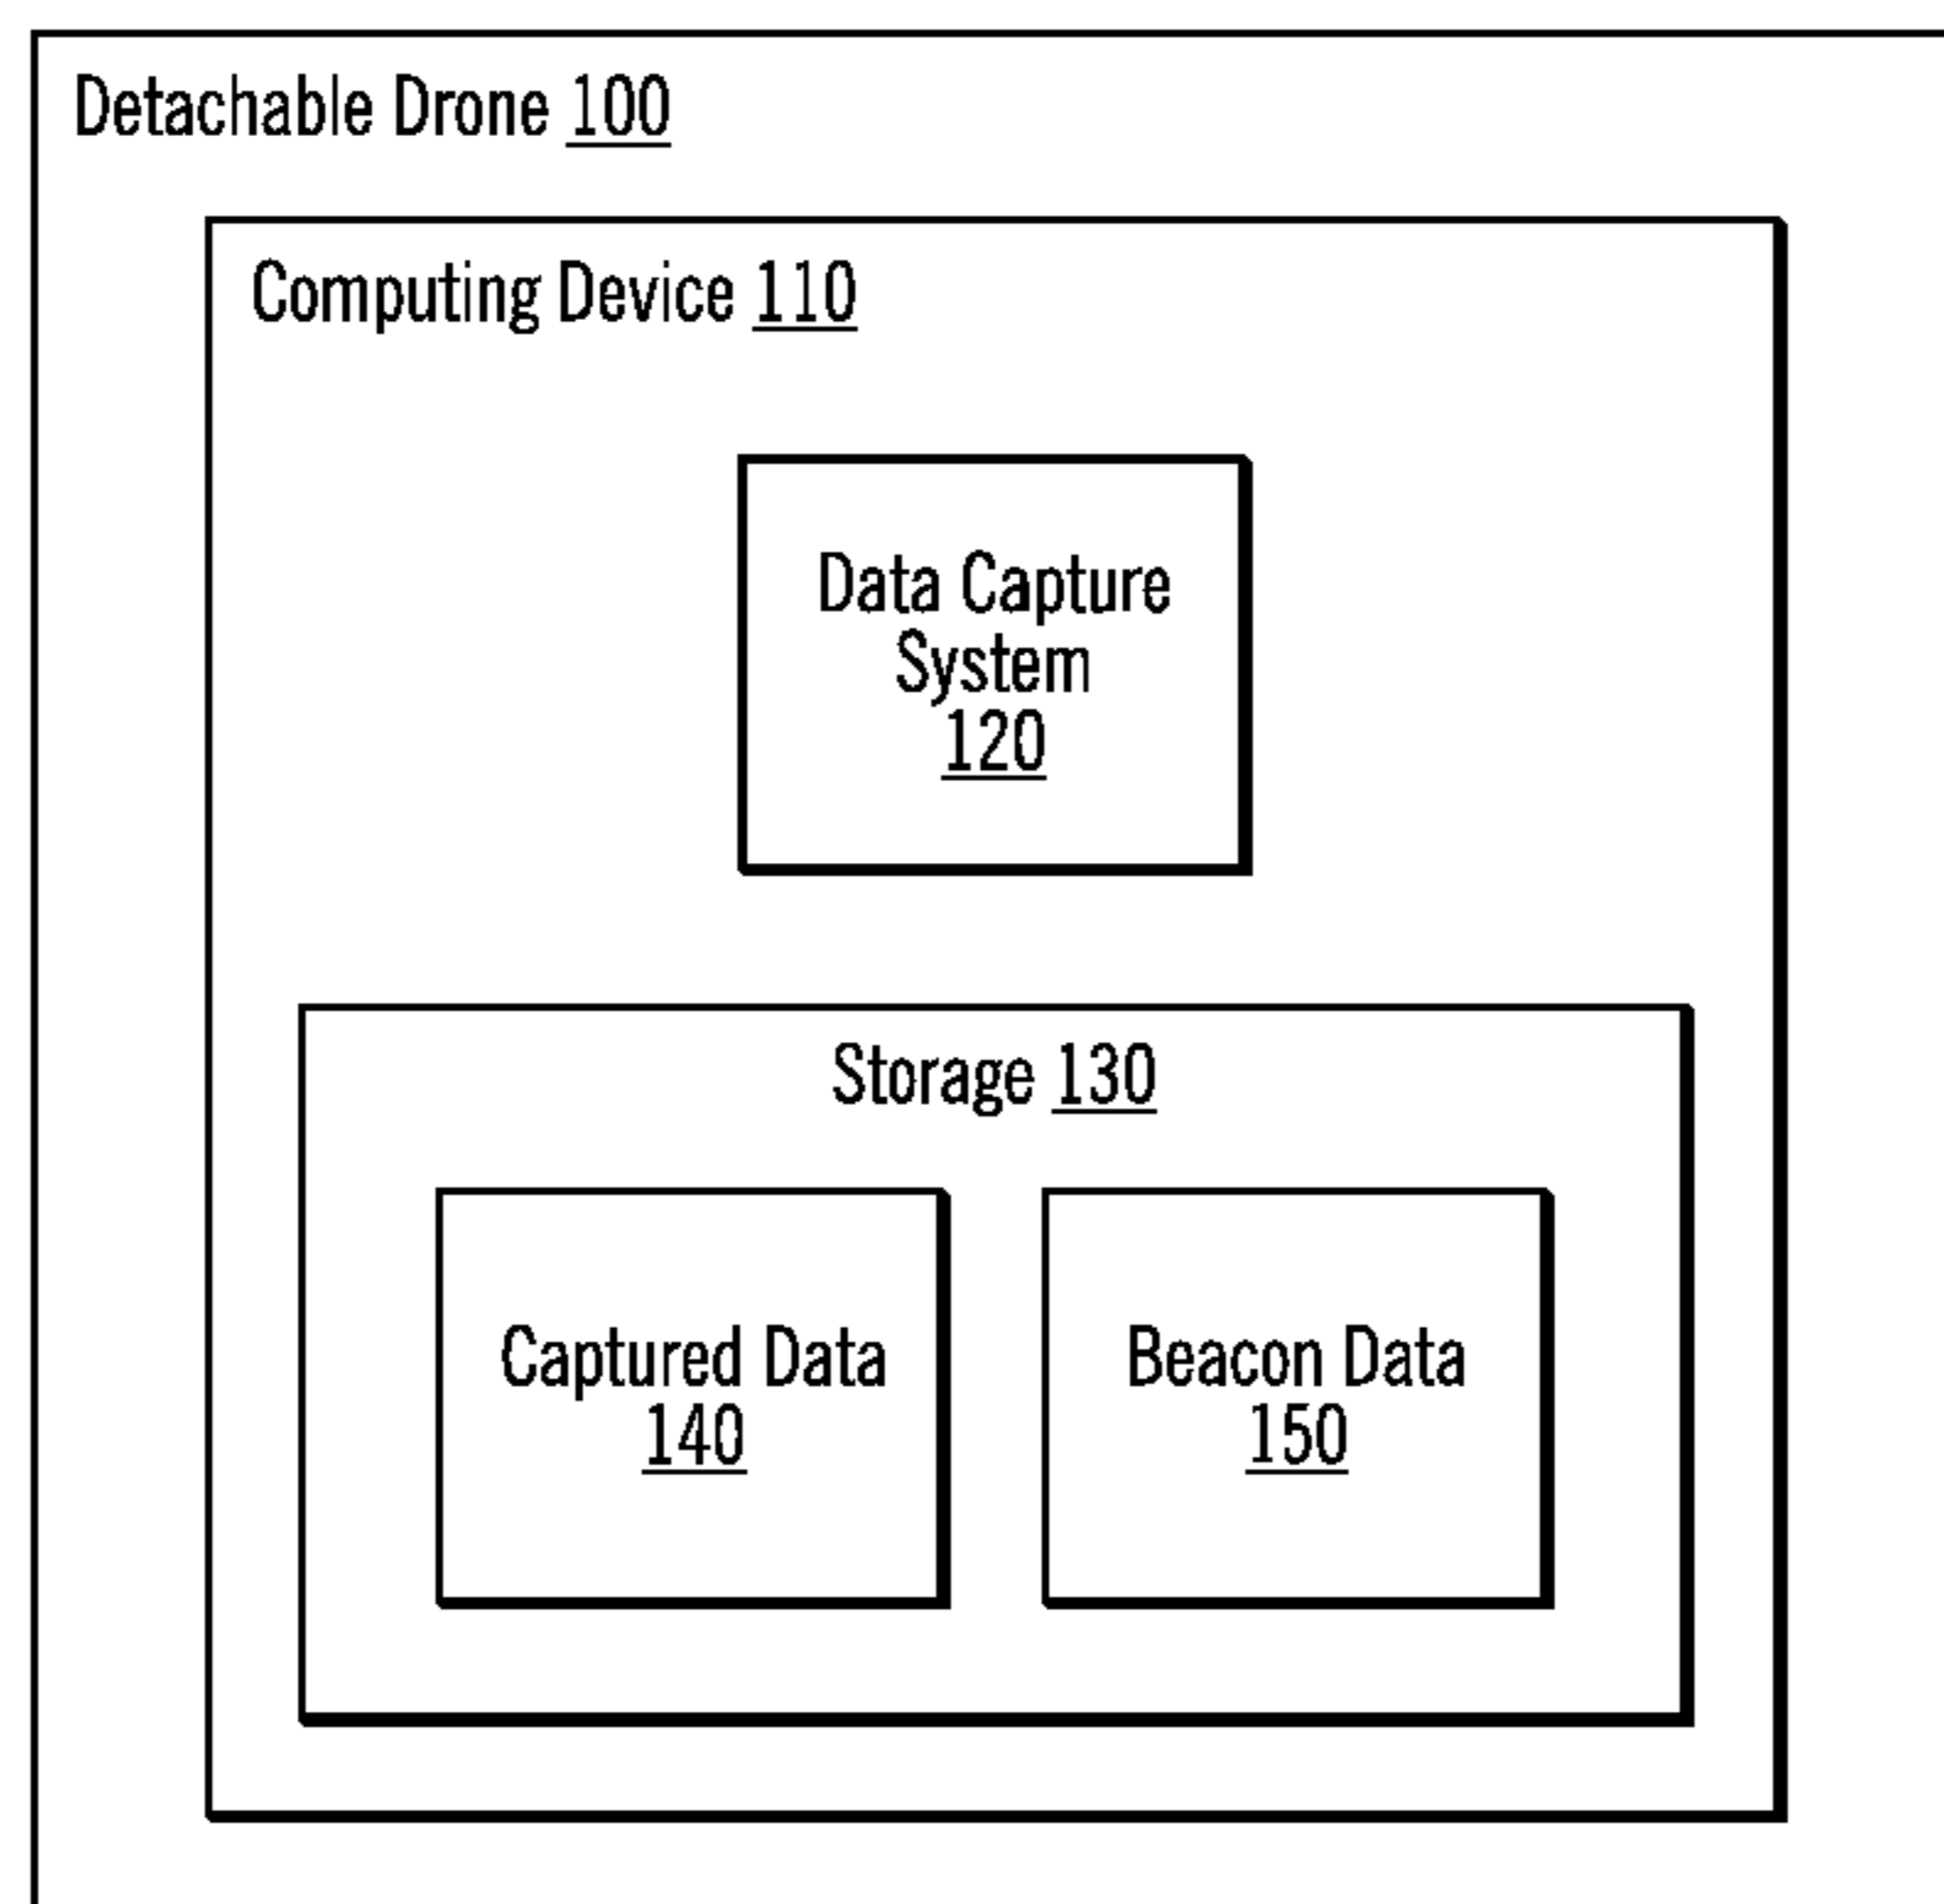 Detachable Drone 100
Computing Device 110
Data Capture
System
120
Storage 130
Captured Data
140
Beacon Data
150